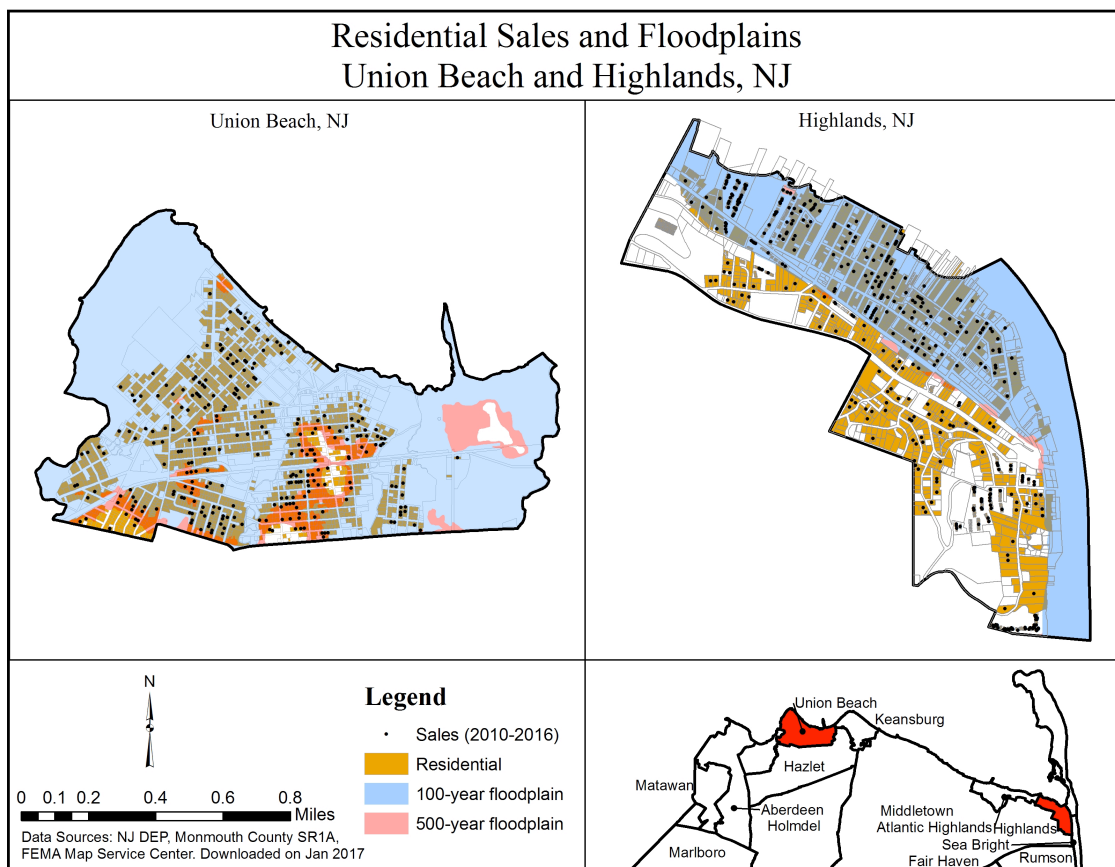 Residential Sales and Floodplains
Union Beach and Highlands, NJ
Union Beach, NJ
Highlands, NJ
N
0 0.1 0.2 0.4 0.6 0.8
Miles
Data Sources: NJ DEP, Monmouth County SR1A,
FEMA Map Service Center. Downloaded on Jan 2017
Legend
Sales (2010-2016)
Residential
100-year floodplain
500-year floodplain
Union Beach
Keansburg
Hazlet
Matawan
Aberdeen
Holmdel
Marlboro
Middletown
Atlantic Highlands
Highlands
Sea Bright
Fair Haven
Rumson